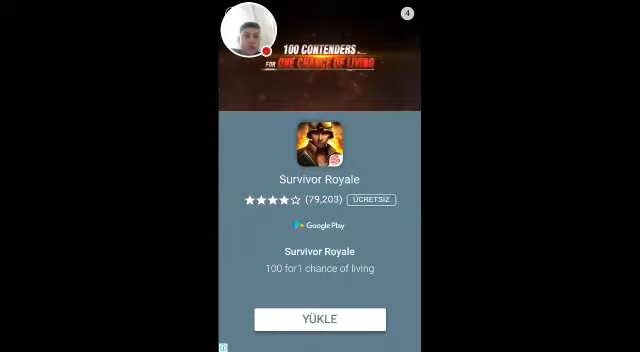 4
100 CONTENDERS
FOR ONE CHANCE OF LIVING
Survivor Royale
(79,203) ÜCRETSİZ
Google Play
Survivor Royale
100 for1 chance of living
YÜKLE